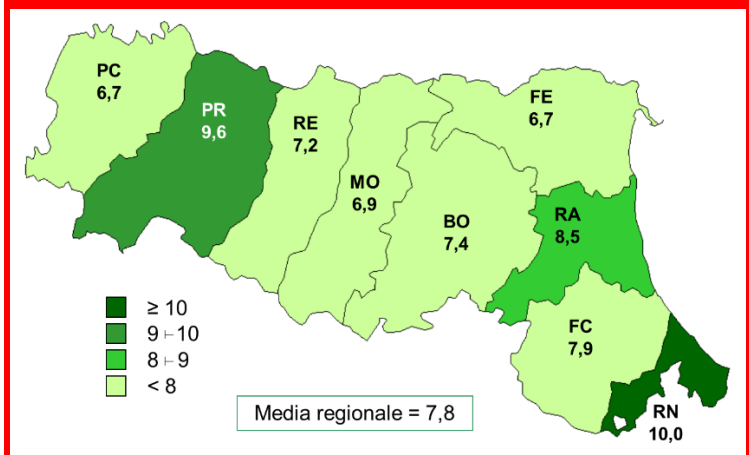 PC
6,7
PR
9,6
RE
7,2
MO
6,9
FE
6,7
BO
7,4
RA
8,5
FC
7,9
RN
10,0
≥ 10
9 ⊢ 10
8 ⊢ 9
< 8
Media regionale = 7,8